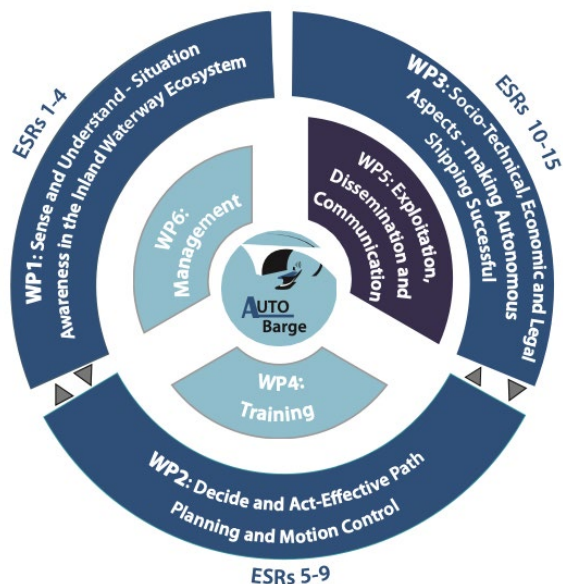 ESRs 1-4
WP1: Sense and Understand - Situation
Awareness in the Inland Waterway Ecosystem
ESRs 10-15
WP3: Socio-Technical Economic and Legal
Aspects - making Autonomous
Shipping Successful
WP6:
Management
WP5: Exploitation,
Dissemination and
Communication
AUTO
Barge
WP4:
Training
WP2: Decide and Act-Effective Path
Planning and Motion Control
ESRs 5-9